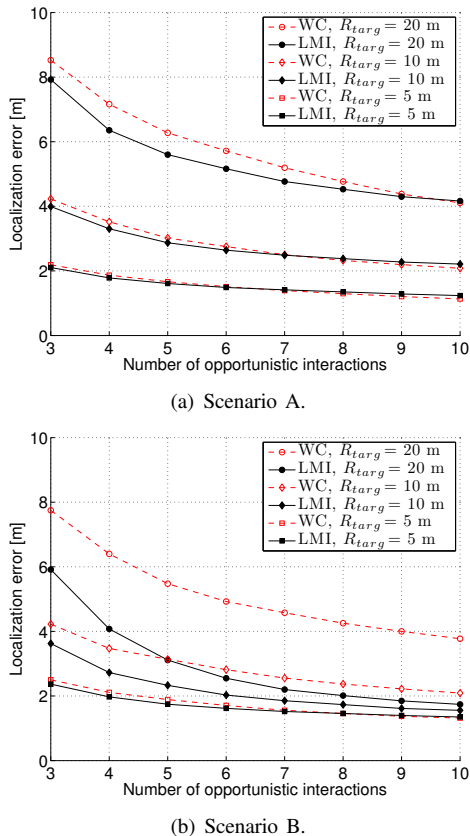 10
8
6
4
2
0
Localization error [m]
WC, R_targ = 20 m
LMI, R_targ = 20 m
WC, R_targ = 10 m
LMI, R_targ = 10 m
WC, R_targ = 5 m
LMI, R_targ = 5 m
3 4 5 6 7 8 9 10
Number of opportunistic interactions
(a) Scenario A.
10
8
6
4
2
0
Localization error [m]
WC, R_targ = 20 m
LMI, R_targ = 20 m
WC, R_targ = 10 m
LMI, R_targ = 10 m
WC, R_targ = 5 m
LMI, R_targ = 5 m
3 4 5 6 7 8 9 10
Number of opportunistic interactions
(b) Scenario B.